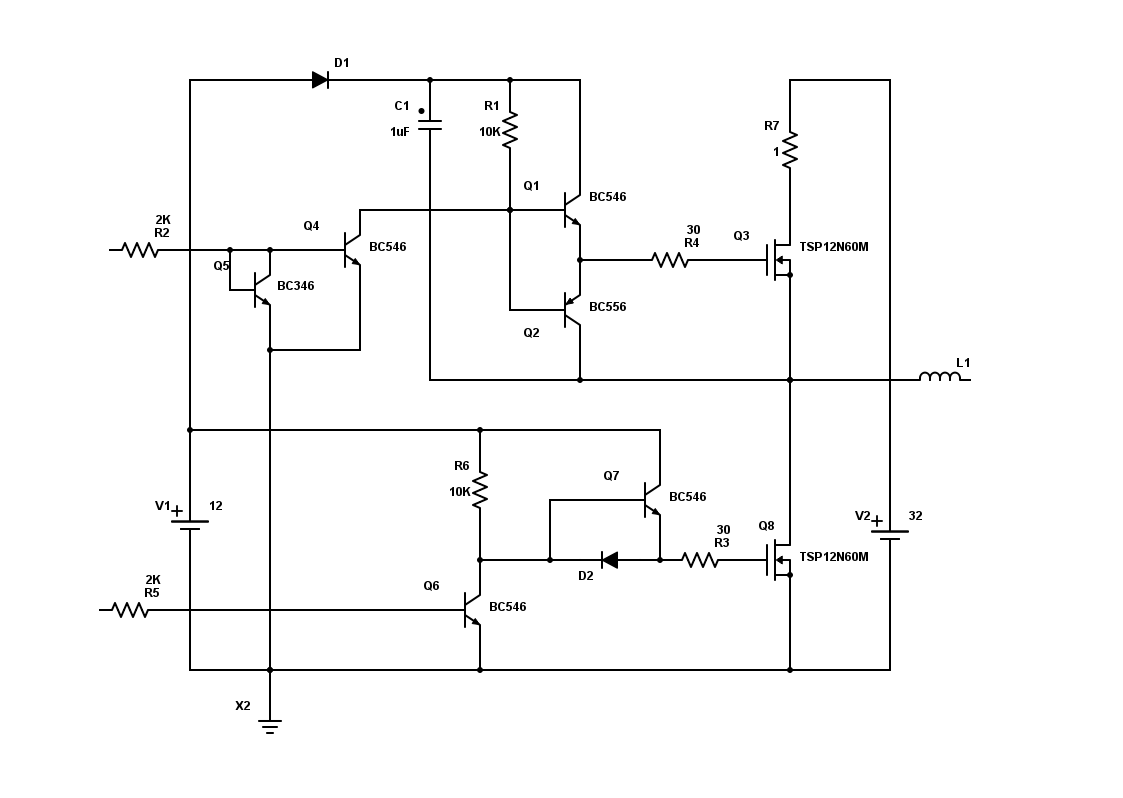 D1
C1
1uF
R1
10K
R7
1
Q1
BC546
2K
R2
Q4
BC546
30
R4
Q3
TSP12N60M
Q5
BC346
BC556
Q2
L1
R6
10K
Q7
BC546
V1
12
30
R3
Q8
V2
32
TSP12N60M
D2
2K
R5
Q6
BC546
X2